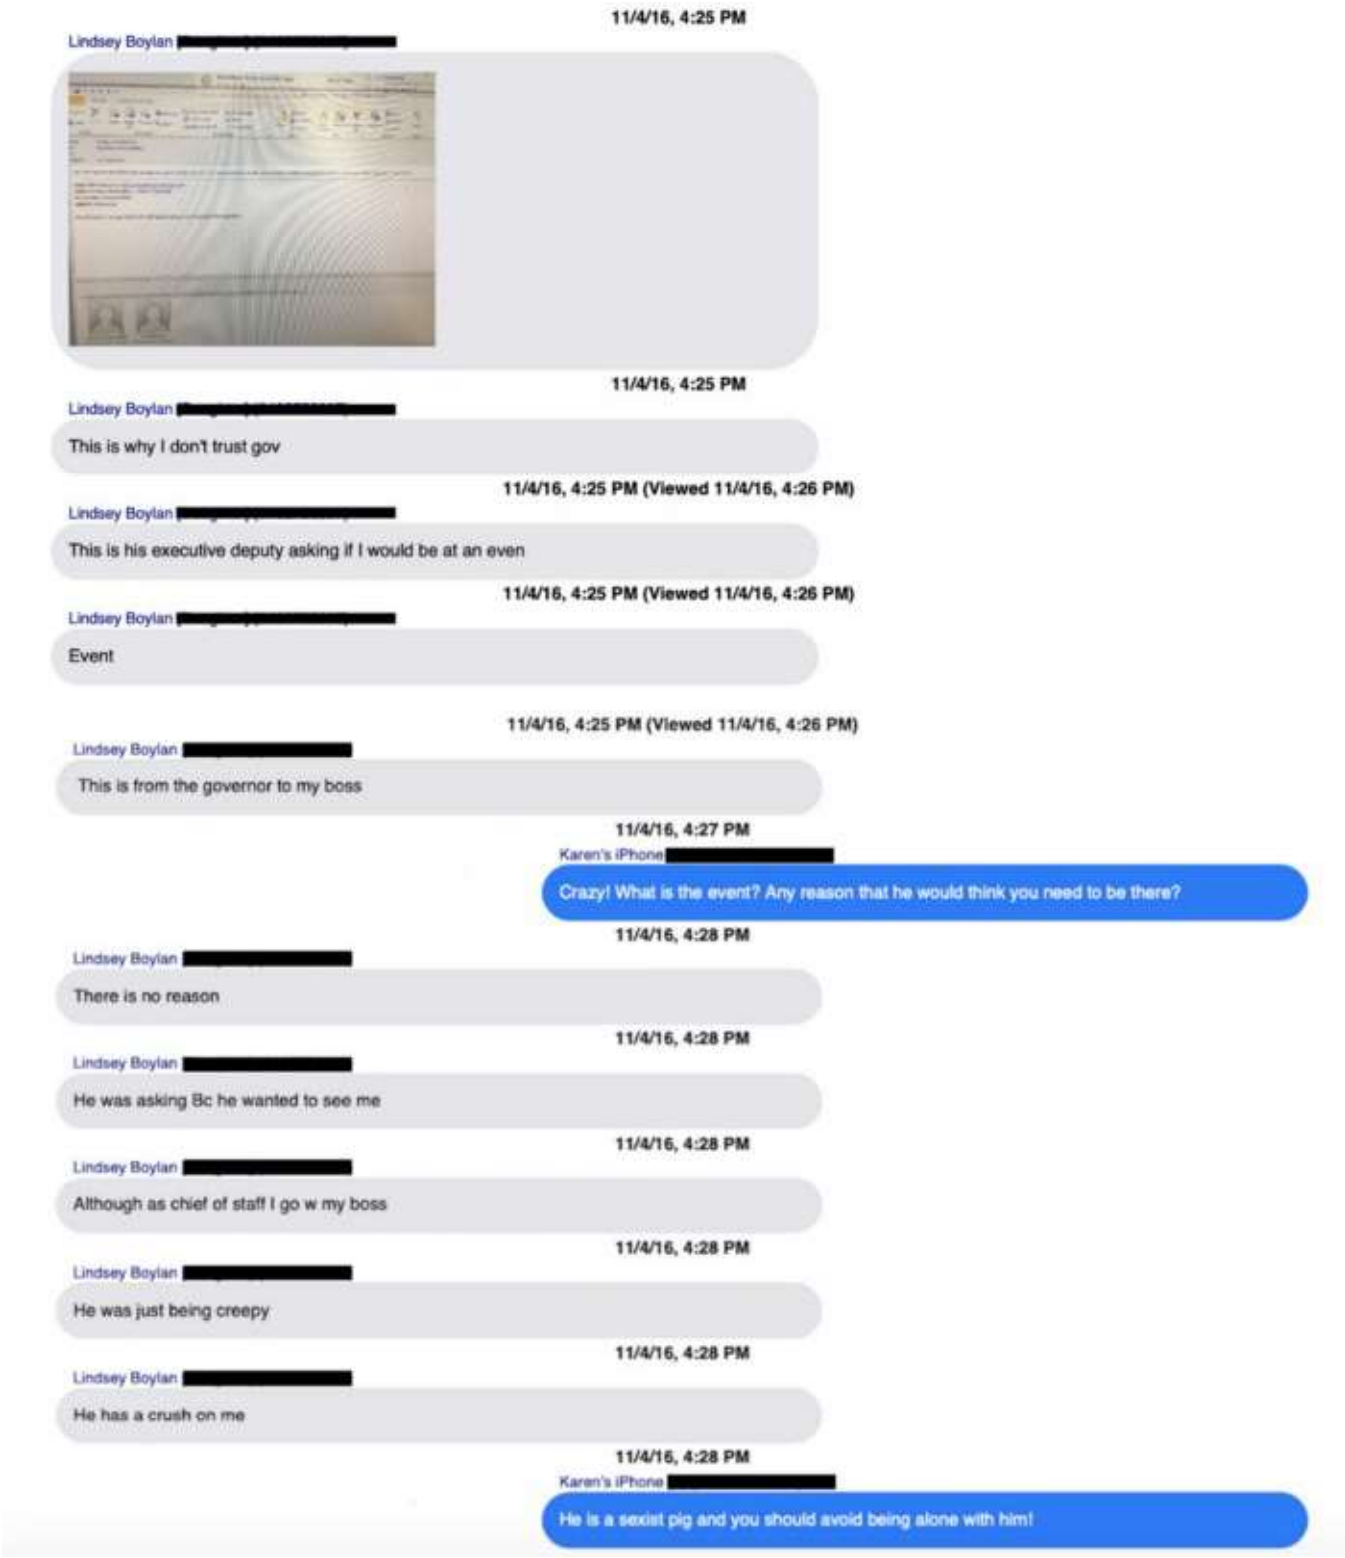 11/4/16, 4:25 PM
Lindsey Boylan
11/4/16, 4:25 PM
Lindsey Boylan
This is why I don't trust gov
11/4/16, 4:25 PM (Viewed 11/4/16, 4:26 PM)
Lindsey Boylan
This is his executive deputy asking if I would be at an even
11/4/16, 4:25 PM (Viewed 11/4/16, 4:26 PM)
Lindsey Boylan
Event
11/4/16, 4:25 PM (Viewed 11/4/16, 4:26 PM)
Lindsey Boylan
This is from the governor to my boss
11/4/16, 4:27 PM
Karen's iPhone
Crazy! What is the event? Any reason that he would think you need to be there?
11/4/16, 4:28 PM
Lindsey Boylan
There is no reason
11/4/16, 4:28 PM
Lindsey Boylan
He was asking Bc he wanted to see me
11/4/16, 4:28 PM
Lindsey Boylan
Although as chief of staff I go w my boss
11/4/16, 4:28 PM
Lindsey Boylan
He was just being creepy
11/4/16, 4:28 PM
Lindsey Boylan
He has a crush on me
11/4/16, 4:28 PM
Karen's iPhone
He is a sexist pig and you should avoid being alone with him!